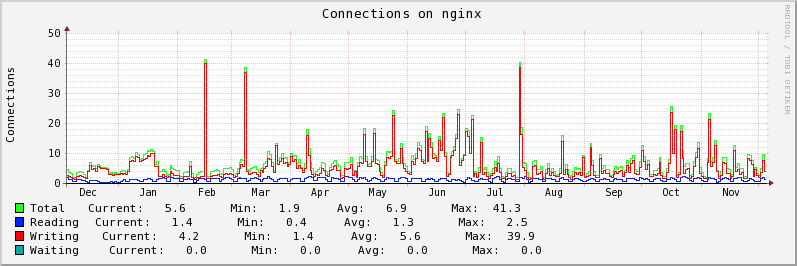 Connections on nginx
RRDTOOL / TOBI OETIKER
Connections
50
40
30
20
10
0
Dec Jan Feb Mar Apr May Jun Jul Aug Sep Oct Nov
Total Current: 5.6 Min: 1.9 Avg: 6.9 Max: 41.3
Reading Current: 1.4 Min: 0.4 Avg: 1.3 Max: 2.5
Writing Current: 4.2 Min: 1.4 Avg: 5.6 Max: 39.9
Waiting Current: 0.0 Min: 0.0 Avg: 0.0 Max: 0.0